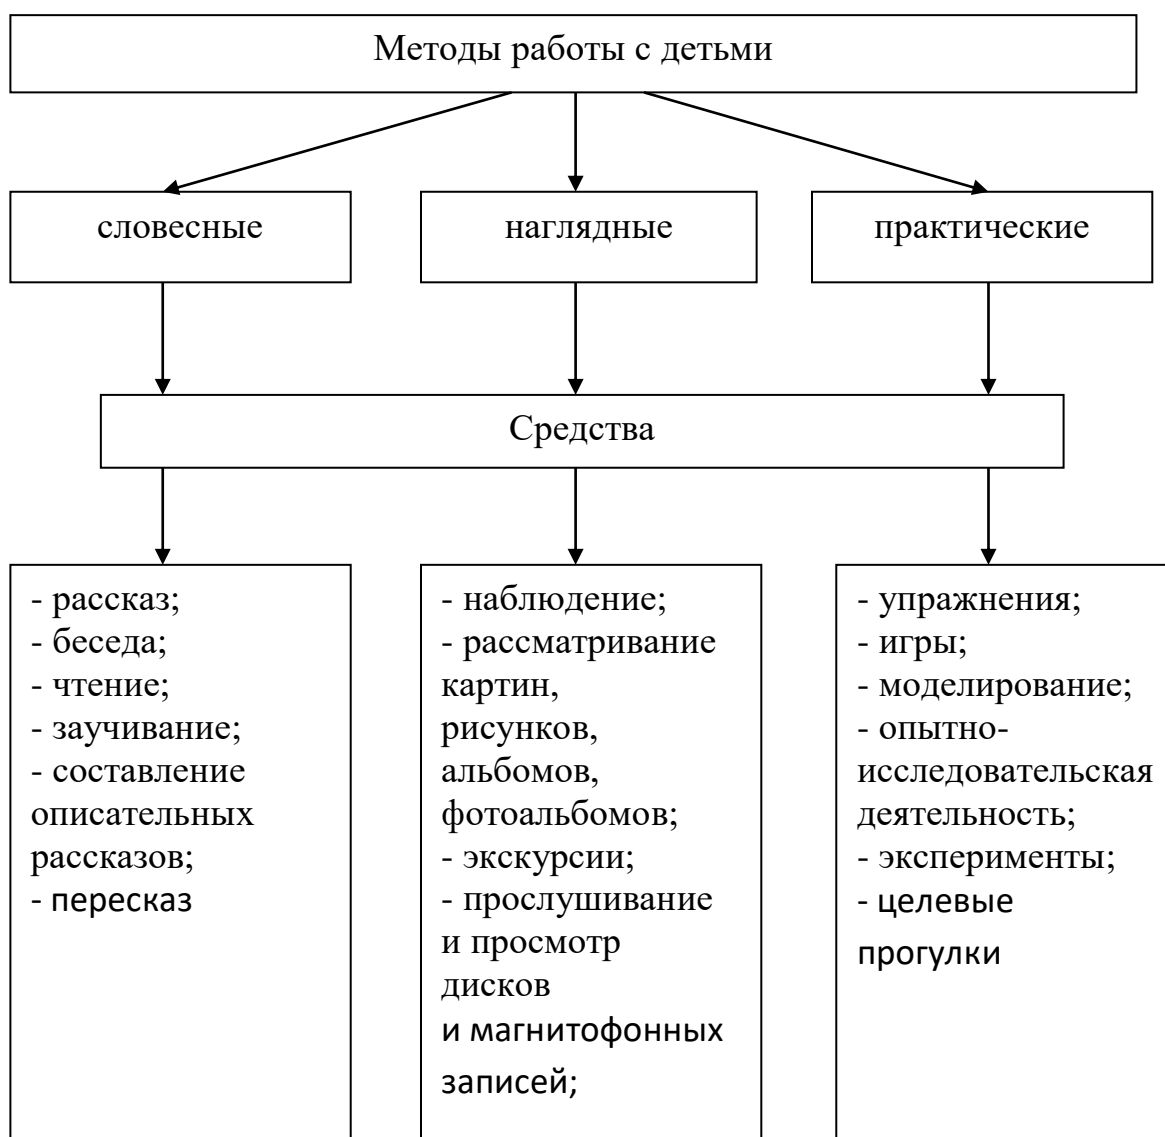 Методы работы с детьми
словесные
наглядные
практические
Средства
- рассказ;
- беседа;
- чтение;
- заучивание;
- составление
описательных
рассказов;
- пересказ
- наблюдение;
- рассматривание
картин,
рисунков,
альбомов,
фотоальбомов;
- экскурсии;
- прослушивание
и просмотр
дисков
и магнитофонных
записей;
- упражнения;
- игры;
- моделирование;
- опытно-
исследовательская
деятельность;
- эксперименты;
- целевые
прогулки